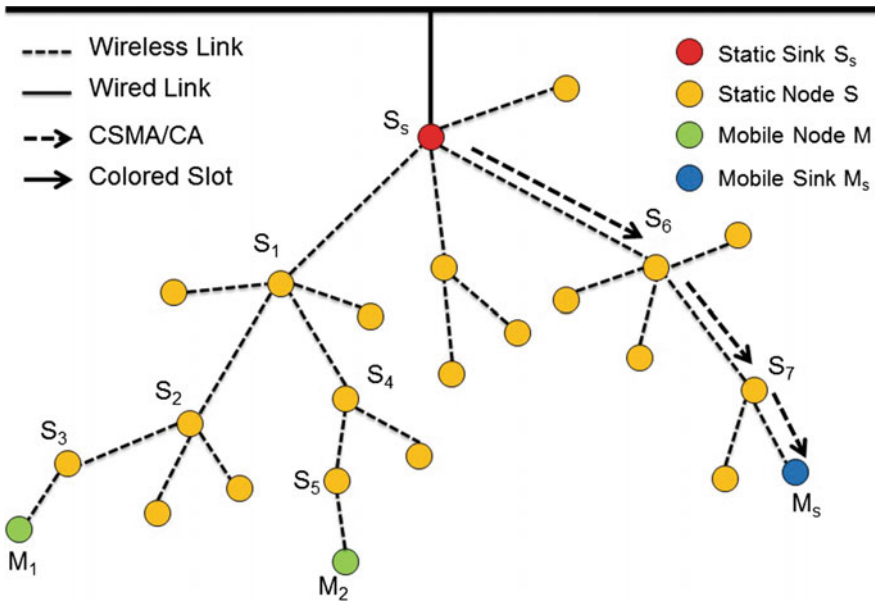 Wireless Link
Wired Link
CSMA/CA
Colored Slot
Static Sink Sₛ
Static Node S
Mobile Node M
Mobile Sink Mₛ
Sₛ
S₆
S₁
S₇
S₄
S₂
S₃
S₅
Mₛ
M₁
M₂